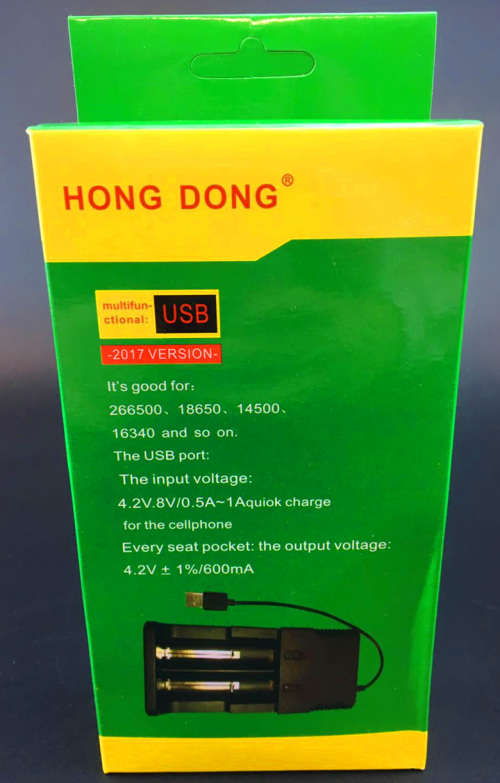 HONG DONG®
multifun-
ctional: USB
-2017 VERSION-
It's good for:
266500、18650、14500、
16340 and so on.
The USB port:
The input voltage:
4.2V.8V/0.5A~1Aquiok charge
for the cellphone
Every seat pocket: the output voltage:
4.2V ± 1%/600mA